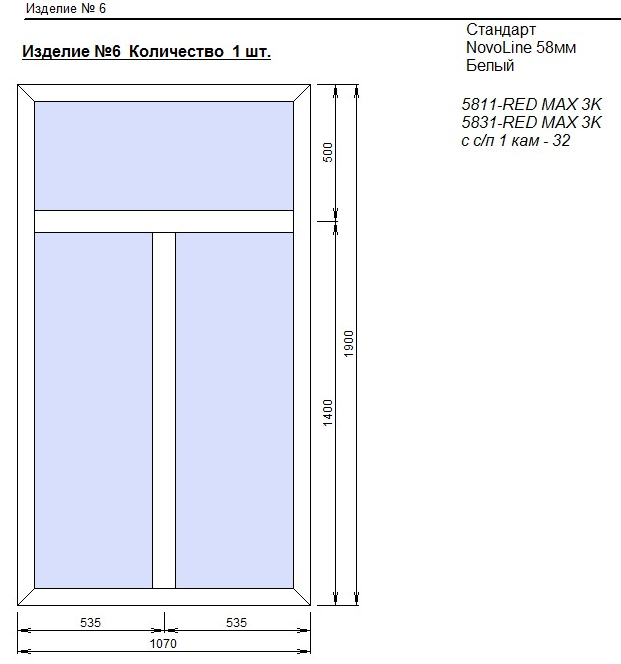 Изделие № 6
Изделие №6 Количество 1 шт.
Стандарт
NovoLine 58мм
Белый
5811-RED MAX 3K
5831-RED MAX 3K
с с/п 1 кам - 32
500
1900
1400
535
535
1070